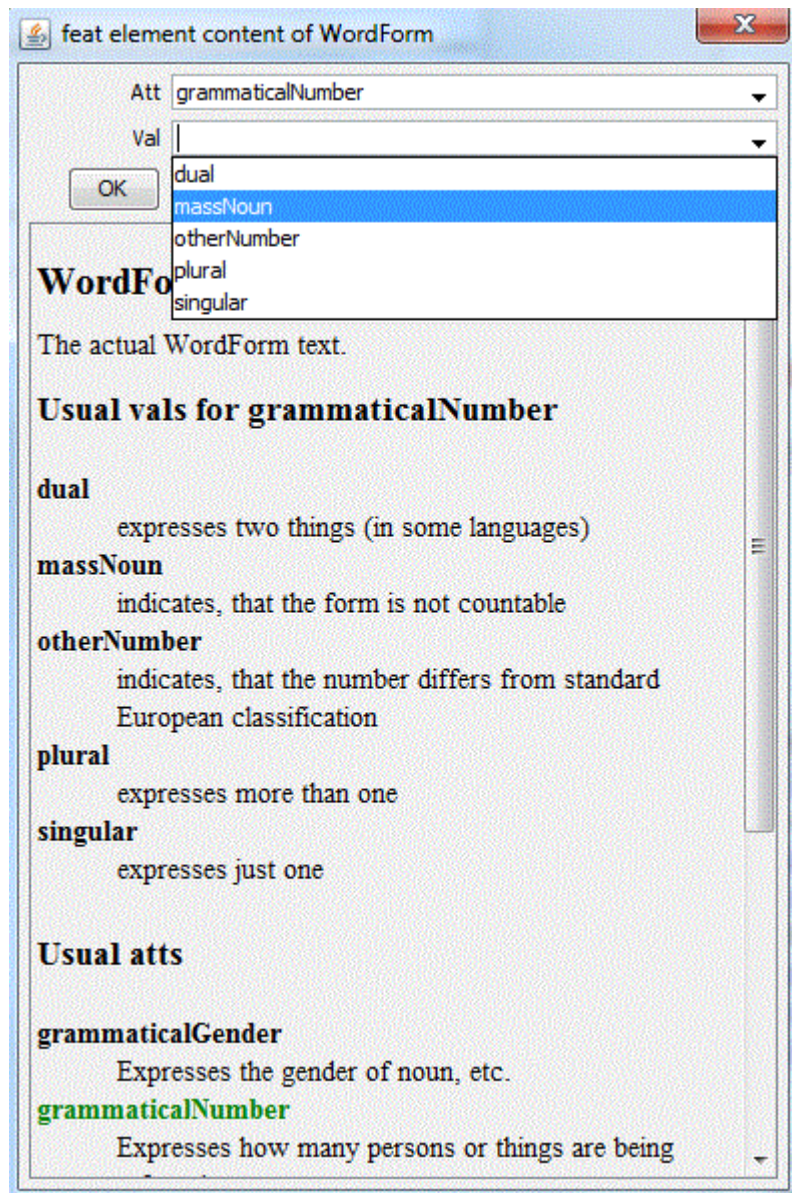 feat element content of WordForm
Att grammaticalNumber
Val
OK
dual
massNoun
otherNumber
plural
singular
WordFo
The actual WordForm text.
Usual vals for grammaticalNumber
dual
expresses two things (in some languages)
massNoun
indicates, that the form is not countable
otherNumber
indicates, that the number differs from standard
European classification
plural
expresses more than one
singular
expresses just one
Usual atts
grammaticalGender
Expresses the gender of noun, etc.
grammaticalNumber
Expresses how many persons or things are being